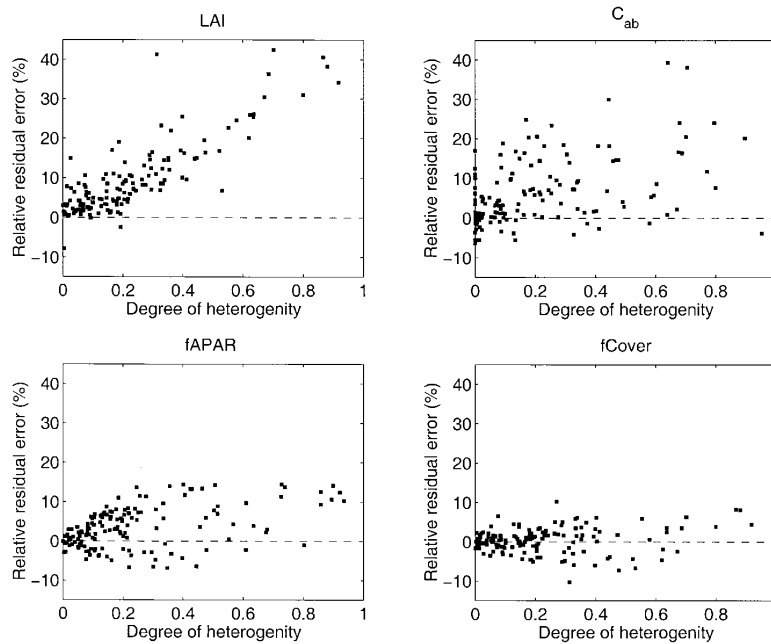 LAI
Relative residual error (%)
40
30
20
10
0
−10
0 0.2 0.4 0.6 0.8 1
Degree of heterogenity
C_ab
Relative residual error (%)
40
30
20
10
0
−10
0 0.2 0.4 0.6 0.8
Degree of heterogenity
fAPAR
Relative residual error (%)
40
30
20
10
0
−10
0 0.2 0.4 0.6 0.8 1
Degree of heterogenity
fCover
Relative residual error (%)
40
30
20
10
0
−10
0 0.2 0.4 0.6 0.8
Degree of heterogenity